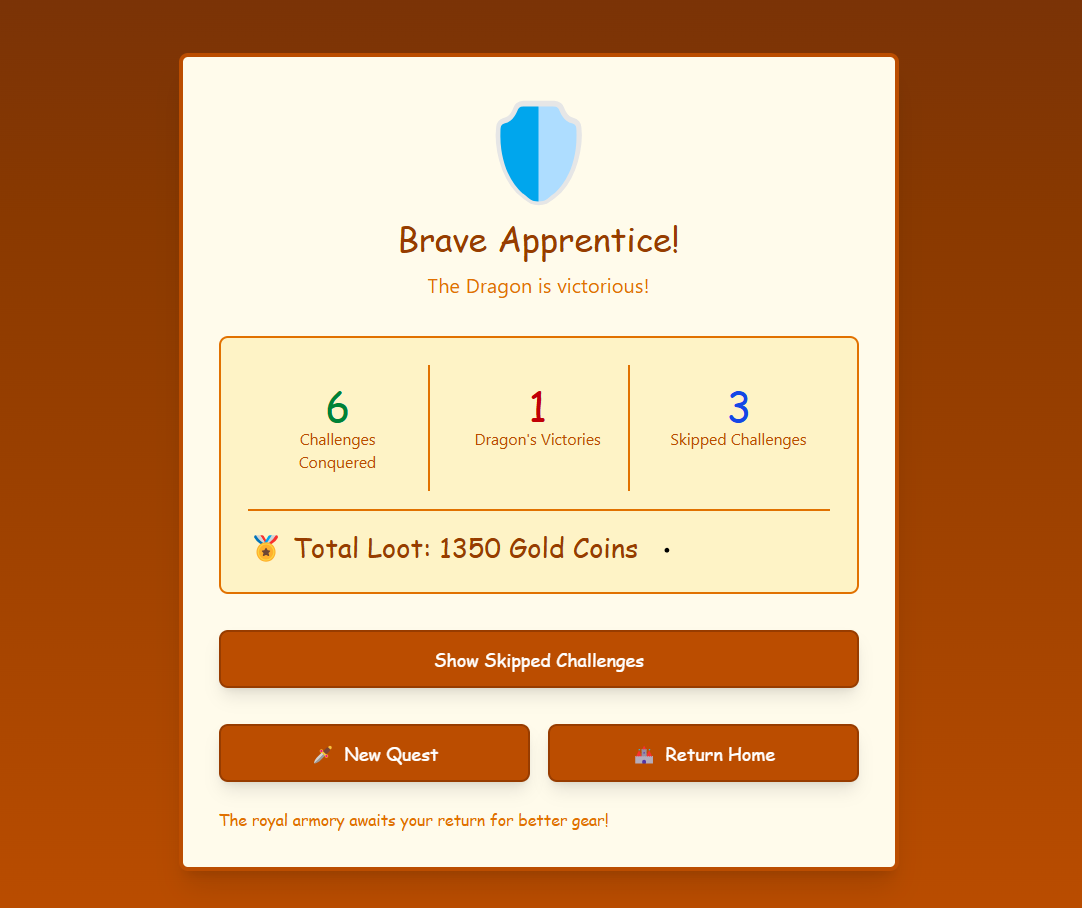 Brave Apprentice!
The Dragon is victorious!
6
Challenges
Conquered
1
Dragon's Victories
3
Skipped Challenges
Total Loot: 1350 Gold Coins
Show Skipped Challenges
New Quest
Return Home
The royal armory awaits your return for better gear!